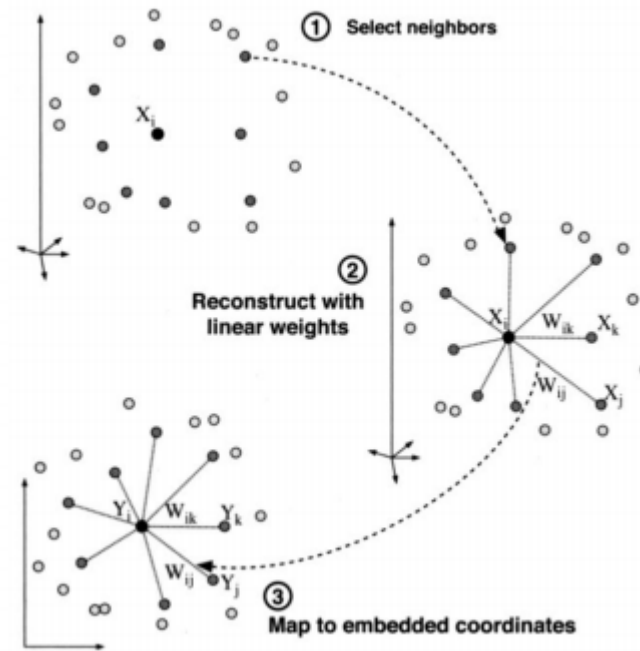 1 Select neighbors
X_i
2
Reconstruct with
linear weights
X_i
W_ik X_k
W_ij X_j
Y_i W_ik Y_k
W_ij Y_j
3
Map to embedded coordinates